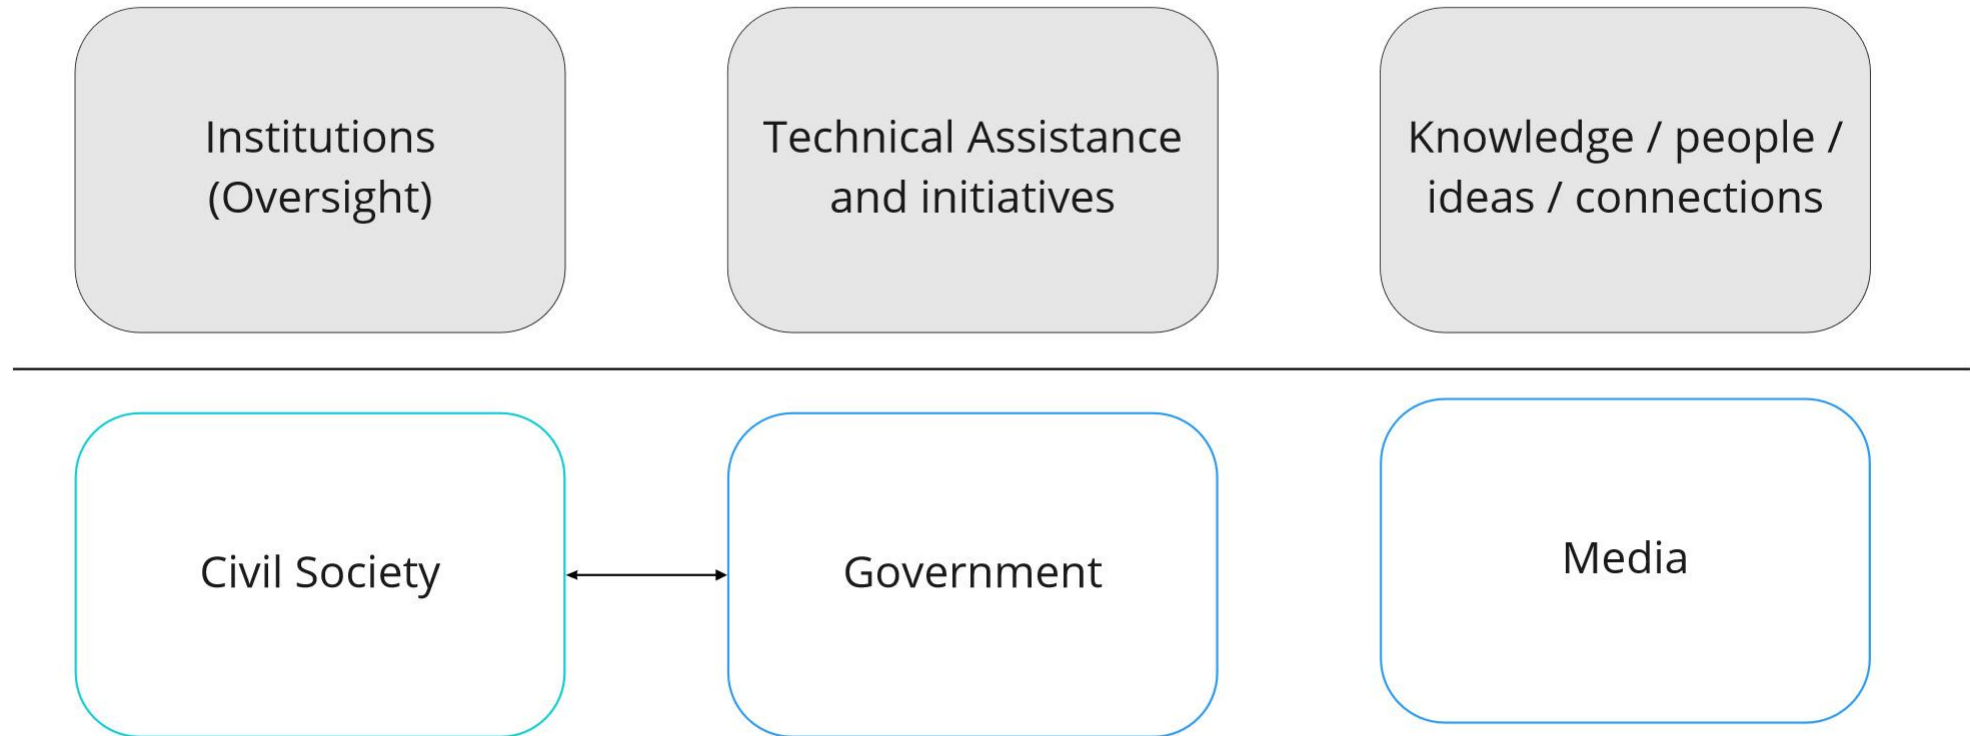 Institutions
(Oversight)
Technical Assistance
and initiatives
Knowledge / people /
ideas / connections
Civil Society
Government
Media